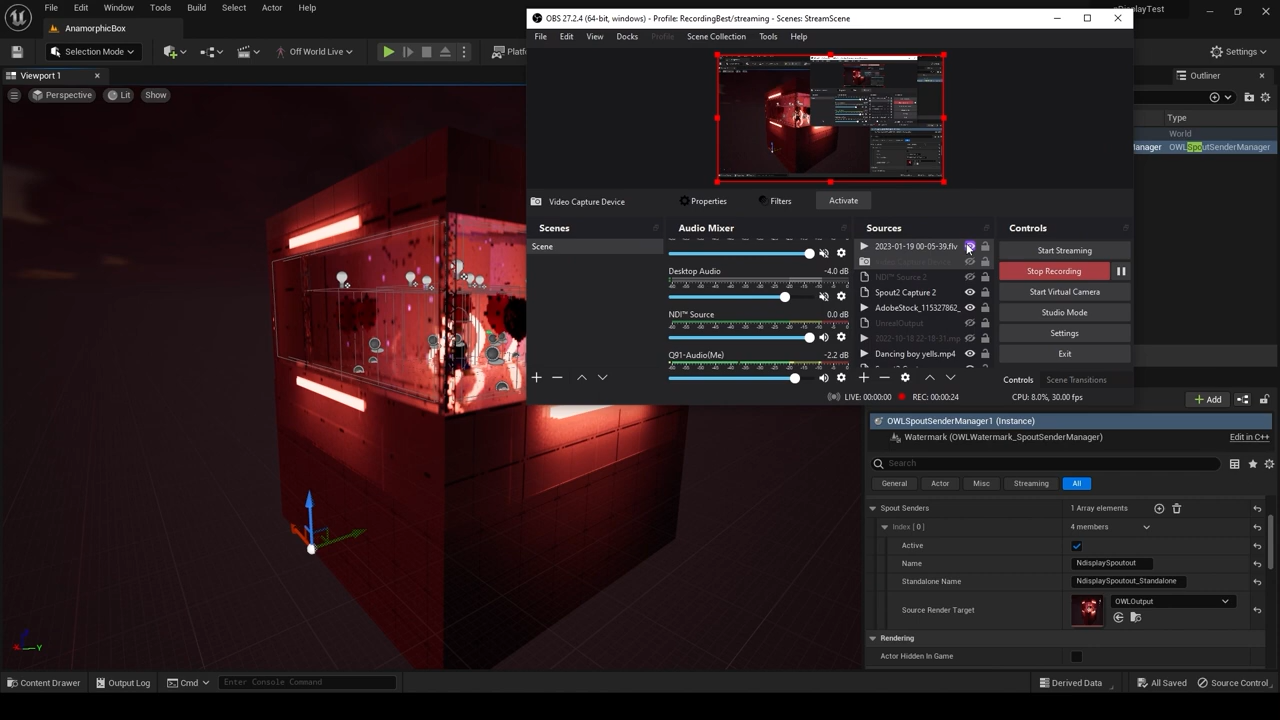 File Edit Window Tools Build Select Actor Help
nDisplayTest
AnamorphicBox
Selection Mode
Off World Live
Settings
Viewport 1
Perspective Lit Show
Outliner
Type
World
OWLSpoutSenderManager
OBS 27.2.4 (64-bit, windows) - Profile: RecordingBest/streaming - Scenes: StreamScene
File Edit View Docks Profile Scene Collection Tools Help
Video Capture Device
Properties
Filters
Activate
Scenes
Scene
Audio Mixer
Desktop Audio -4.0 dB
NDI™ Source 0.0 dB
Q91-Audio(Me) -2.2 dB
Sources
2023-01-19 00-05-39.flv
Video Capture Device
NDI™ Source 2
Spout2 Capture 2
AdobeStock_115327862_
UnrealOutput
2022-10-18 22-18-31.mp
Dancing boy yells.mp4
Controls
Start Streaming
Stop Recording
Start Virtual Camera
Studio Mode
Settings
Exit
Controls Scene Transitions
LIVE: 00:00:00 REC: 00:00:24 CPU: 8.0%, 30.00 fps
Add
OWLSpoutSenderManager1 (Instance)
Watermark (OWLWatermark_SpoutSenderManager) Edit in C++
Search
General Actor Misc Streaming All
Spout Senders 1 Array elements
Index [ 0 ] 4 members
Active
Name NdisplaySpoutout
Standalone Name NdisplaySpoutout_Standalone
Source Render Target OWLOutput
Rendering
Actor Hidden In Game
X Y
Content Drawer Output Log Cmd Enter Console Command Derived Data All Saved Source Control